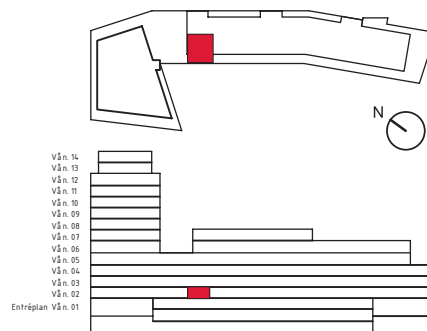 N
Vån. 14
Vån. 13
Vån. 12
Vån. 11
Vån. 10
Vån. 09
Vån. 08
Vån. 07
Vån. 06
Vån. 05
Vån. 04
Vån. 03
Vån. 02
Entréplan Vån. 01